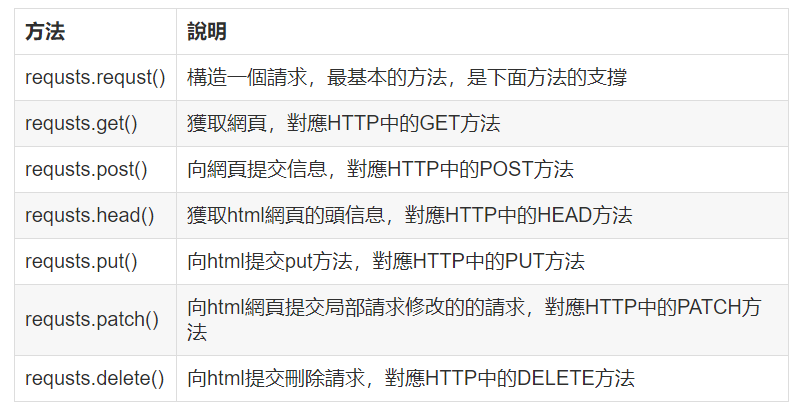 方法 說明
requsts.requst() 構造一個請求，最基本的方法，是下面方法的支撐
requsts.get() 獲取網頁，對應HTTP中的GET方法
requsts.post() 向網頁提交信息，對應HTTP中的POST方法
requsts.head() 獲取html網頁的頭信息，對應HTTP中的HEAD方法
requsts.put() 向html提交put方法，對應HTTP中的PUT方法
requsts.patch() 向html網頁提交局部請求修改的的請求，對應HTTP中的PATCH方
法
requsts.delete() 向html提交刪除請求，對應HTTP中的DELETE方法